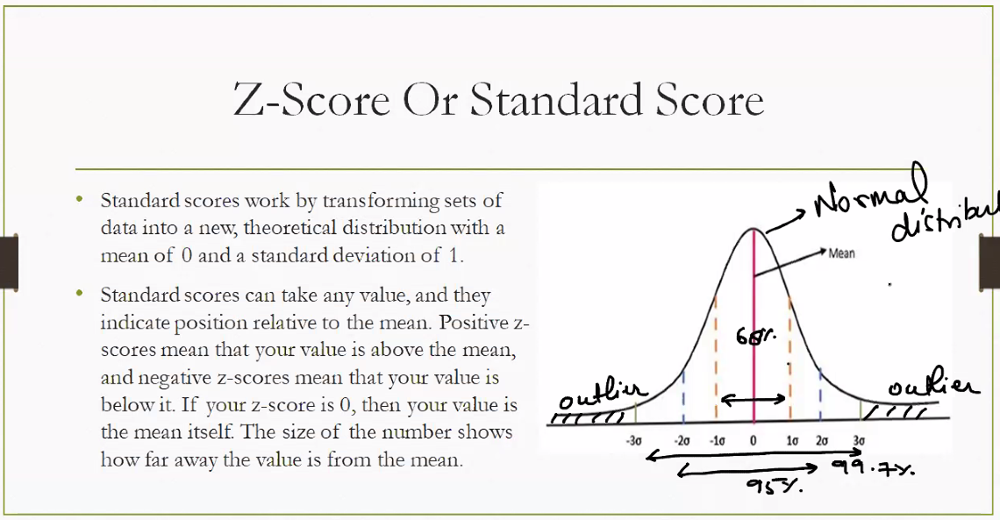 Z-Score Or Standard Score
• Standard scores work by transforming sets of
data into a new, theoretical distribution with a
mean of 0 and a standard deviation of 1.
• Standard scores can take any value, and they
indicate position relative to the mean. Positive z-
scores mean that your value is above the mean,
and negative z-scores mean that your value is
below it. If your z-score is 0, then your value is
the mean itself. The size of the number shows
how far away the value is from the mean.
Normal
distribu
Mean
68%.
outlier
outlier
-3σ -2σ -1σ 0 1σ 2σ 3σ
99.7%.
95%.